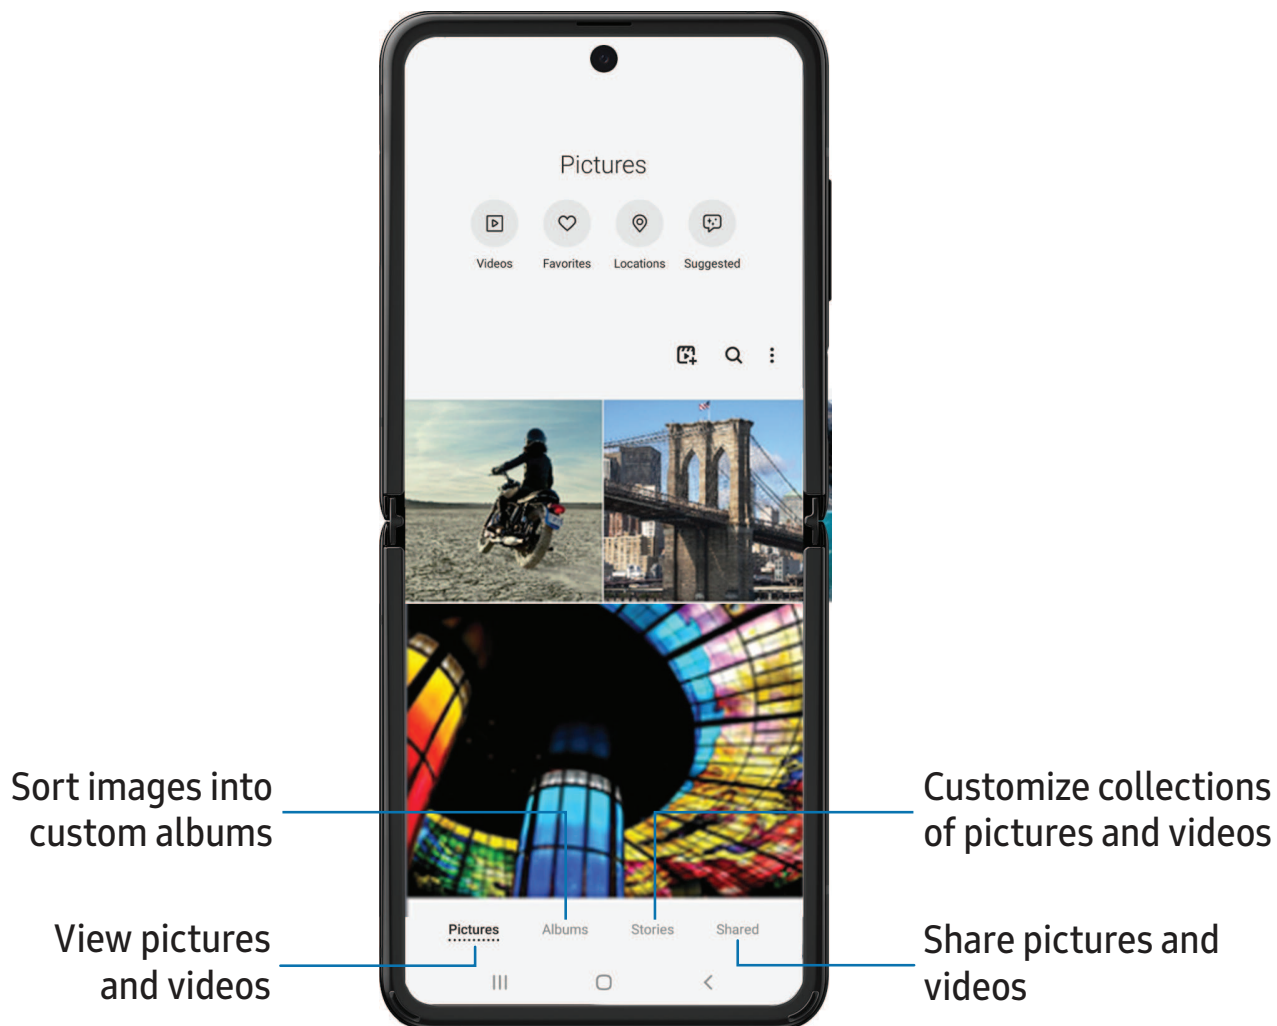 Pictures
Videos Favorites Locations Suggested
Sort images into
custom albums
Customize collections
of pictures and videos
Pictures Albums Stories Shared
View pictures
and videos
Share pictures and
videos